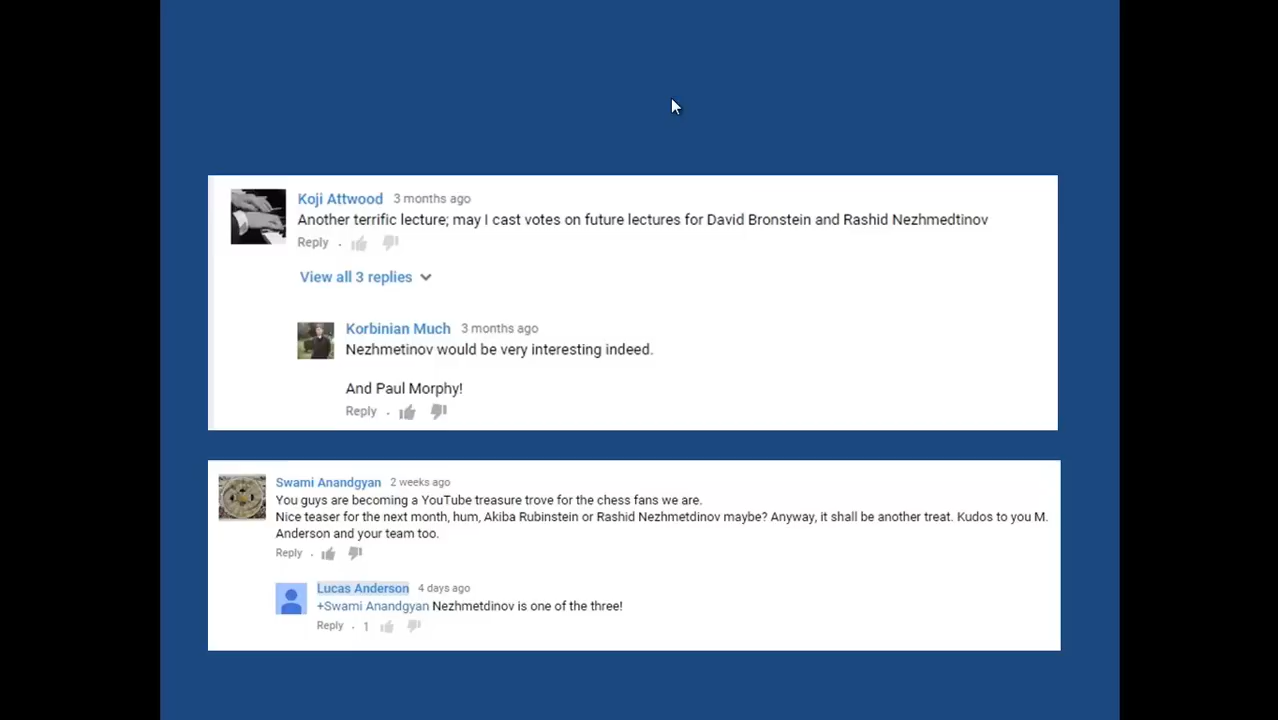 Koji Attwood 3 months ago
Another terrific lecture; may I cast votes on future lectures for David Bronstein and Rashid Nezhmedtinov
Reply .
View all 3 replies
Korbinian Much 3 months ago
Nezhmetinov would be very interesting indeed.
And Paul Morphy!
Reply .
Swami Anandgyan 2 weeks ago
You guys are becoming a YouTube treasure trove for the chess fans we are.
Nice teaser for the next month, hum, Akiba Rubinstein or Rashid Nezhmetdinov maybe? Anyway, it shall be another treat. Kudos to you M.
Anderson and your team too.
Reply .
Lucas Anderson 4 days ago
+Swami Anandgyan Nezhmetdinov is one of the three!
Reply . 1